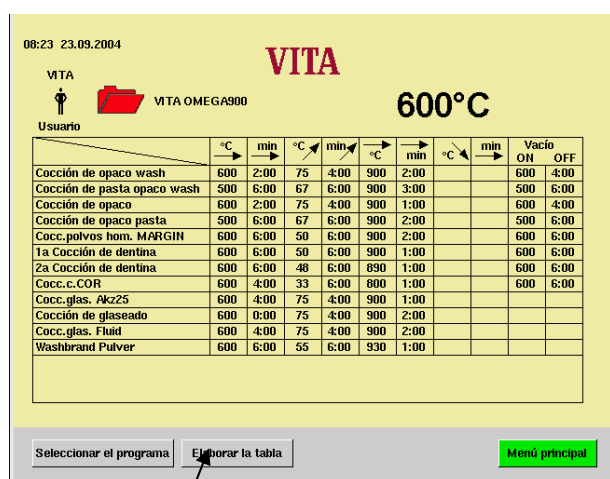 08:23 23.09.2004
VITA
VITA
VITA OMEGA900
600°C
Usuario
°C min °C min °C min °C min Vacío
ON OFF
Cocción de opaco wash 600 2:00 75 4:00 900 2:00 600 4:00
Cocción de pasta opaco wash 500 6:00 67 6:00 900 3:00 500 6:00
Cocción de opaco 600 2:00 75 4:00 900 1:00 600 4:00
Cocción de opaco pasta 500 6:00 67 6:00 900 2:00 500 6:00
Cocc.polvos hom. MARGIN 600 6:00 50 6:00 900 2:00 600 6:00
1a Cocción de dentina 600 6:00 50 6:00 900 1:00 600 6:00
2a Cocción de dentina 600 6:00 48 6:00 890 1:00 600 6:00
Cocc.c.COR 600 4:00 33 6:00 800 1:00 600 6:00
Cocc.glas. Akz25 600 4:00 75 4:00 900 1:00
Cocción de glaseado 600 0:00 75 4:00 900 2:00
Cocc.glas. Fluid 600 4:00 75 4:00 900 2:00
Washbrand Pulver 600 6:00 55 6:00 930 1:00
Seleccionar el programa Elaborar la tabla Menú principal